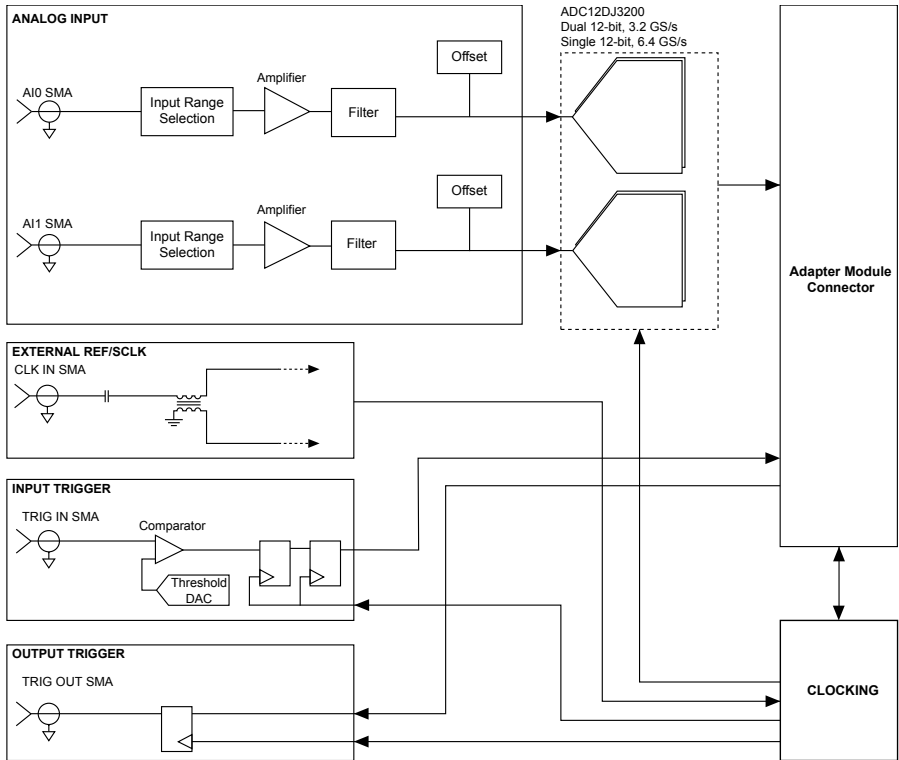 ANALOG INPUT
AI0 SMA
Input Range
Selection
Amplifier
Filter
Offset
AI1 SMA
Input Range
Selection
Amplifier
Filter
Offset
ADC12DJ3200
Dual 12-bit, 3.2 GS/s
Single 12-bit, 6.4 GS/s
Adapter Module
Connector
EXTERNAL REF/SCLK
CLK IN SMA
INPUT TRIGGER
TRIG IN SMA
Comparator
Threshold
DAC
OUTPUT TRIGGER
TRIG OUT SMA
CLOCKING